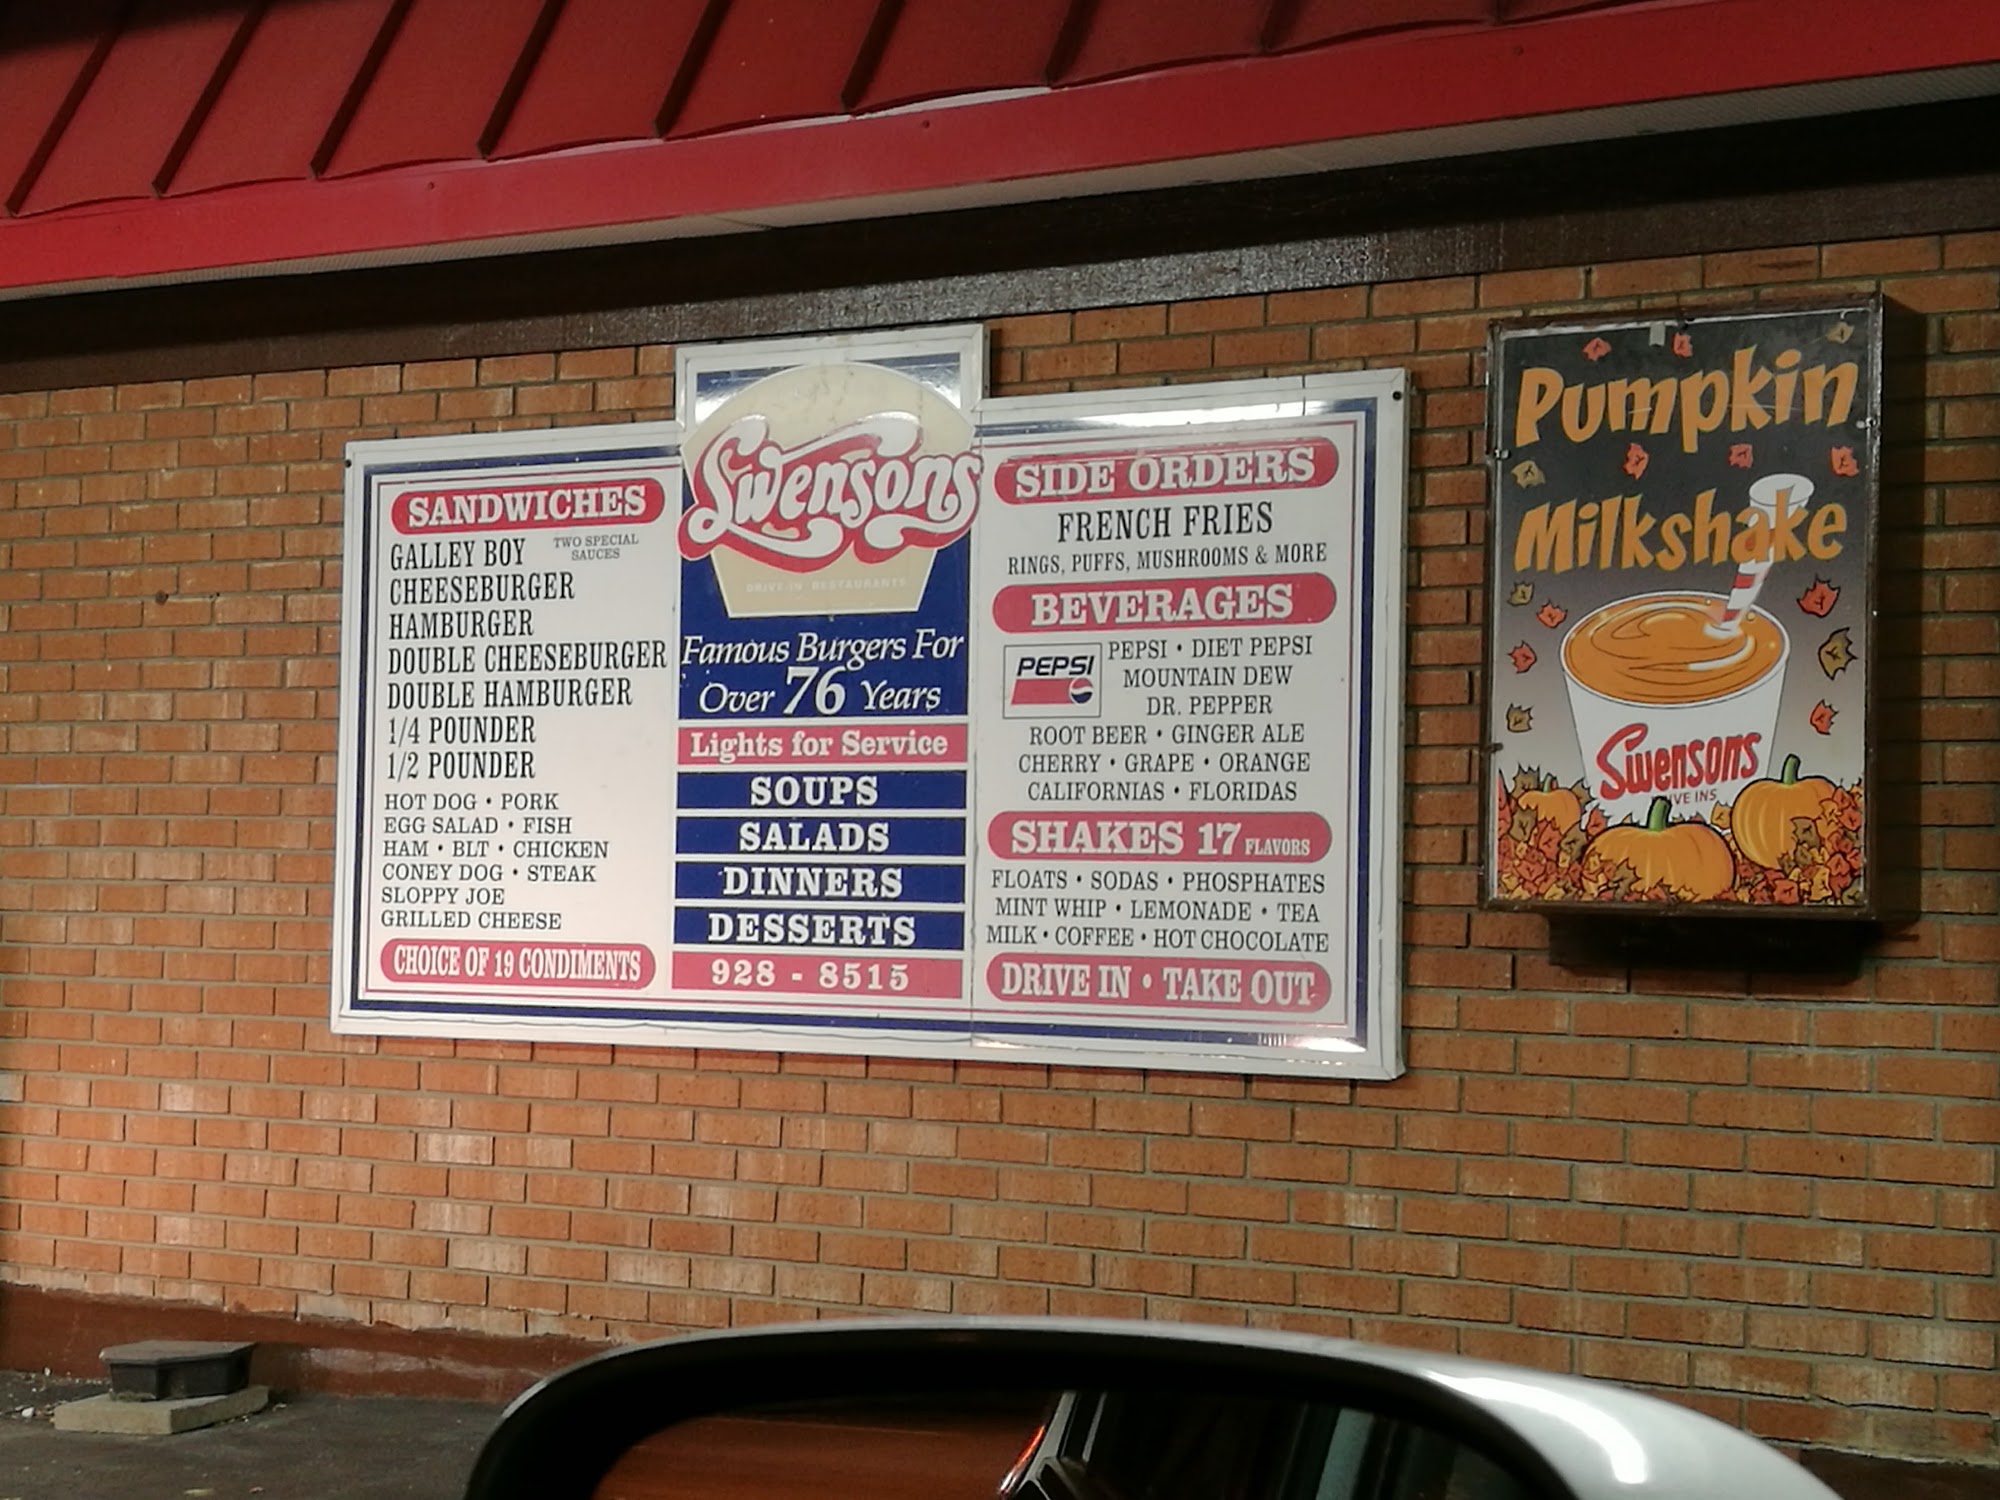 SANDWICHES
GALLEY BOY TWO SPECIAL SAUCES
CHEESEBURGER
HAMBURGER
DOUBLE CHEESEBURGER
DOUBLE HAMBURGER
1/4 POUNDER
1/2 POUNDER
HOT DOG • PORK
EGG SALAD • FISH
HAM • BLT • CHICKEN
CONEY DOG • STEAK
SLOPPY JOE
GRILLED CHEESE
CHOICE OF 19 CONDIMENTS
Swensons
DRIVE-IN RESTAURANTS
Famous Burgers For
Over 76 Years
Lights for Service
SOUPS
SALADS
DINNERS
DESSERTS
928 - 8515
SIDE ORDERS
FRENCH FRIES
RINGS, PUFFS, MUSHROOMS & MORE
BEVERAGES
PEPSI
PEPSI • DIET PEPSI
MOUNTAIN DEW
DR. PEPPER
ROOT BEER • GINGER ALE
CHERRY • GRAPE • ORANGE
CALIFORNIAS • FLORIDAS
SHAKES 17 FLAVORS
FLOATS • SODAS • PHOSPHATES
MINT WHIP • LEMONADE • TEA
MILK • COFFEE • HOT CHOCOLATE
DRIVE IN • TAKE OUT
Pumpkin
Milkshake
Swensons
IVE INS